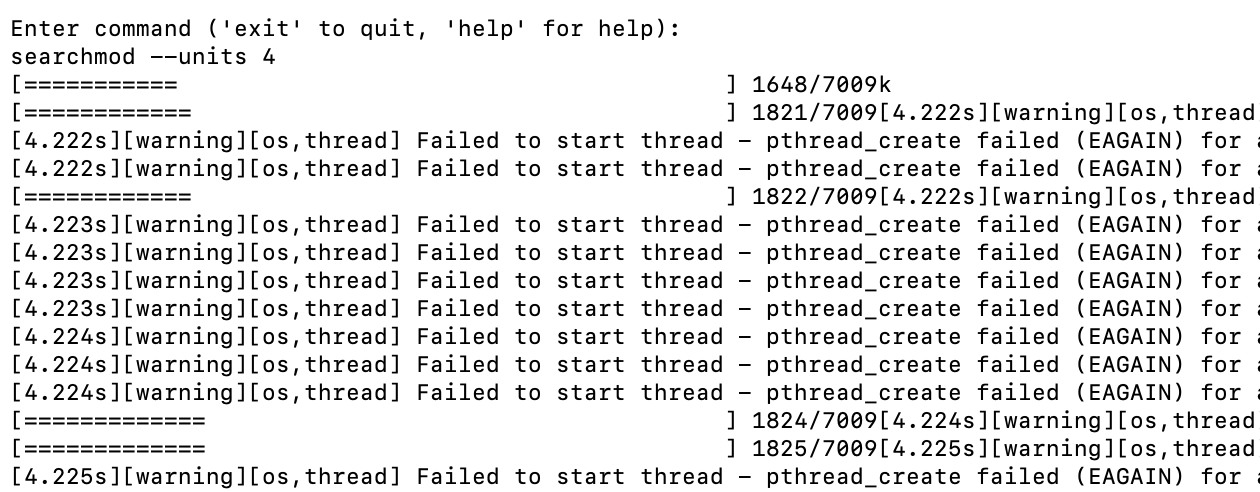 Enter command ('exit' to quit, 'help' for help):
searchmod --units 4
[===========                                       ] 1648/7009k
[============                                      ] 1821/7009[4.222s][warning][os,thread
[4.222s][warning][os,thread] Failed to start thread - pthread_create failed (EAGAIN) for
[4.222s][warning][os,thread] Failed to start thread - pthread_create failed (EAGAIN) for
[============                                      ] 1822/7009[4.222s][warning][os,thread
[4.223s][warning][os,thread] Failed to start thread - pthread_create failed (EAGAIN) for
[4.223s][warning][os,thread] Failed to start thread - pthread_create failed (EAGAIN) for
[4.223s][warning][os,thread] Failed to start thread - pthread_create failed (EAGAIN) for
[4.223s][warning][os,thread] Failed to start thread - pthread_create failed (EAGAIN) for
[4.224s][warning][os,thread] Failed to start thread - pthread_create failed (EAGAIN) for
[4.224s][warning][os,thread] Failed to start thread - pthread_create failed (EAGAIN) for
[4.224s][warning][os,thread] Failed to start thread - pthread_create failed (EAGAIN) for
[=============                                     ] 1824/7009[4.224s][warning][os,thread
[=============                                     ] 1825/7009[4.225s][warning][os,thread
[4.225s][warning][os,thread] Failed to start thread - pthread_create failed (EAGAIN) for